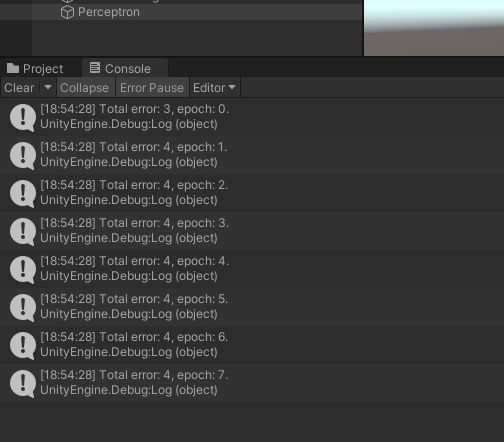 Perceptron
Project
Console
Clear
Collapse
Error Pause
Editor
[18:54:28] Total error: 3, epoch: 0.
UnityEngine.Debug:Log (object)
[18:54:28] Total error: 4, epoch: 1.
UnityEngine.Debug:Log (object)
[18:54:28] Total error: 4, epoch: 2.
UnityEngine.Debug:Log (object)
[18:54:28] Total error: 4, epoch: 3.
UnityEngine.Debug:Log (object)
[18:54:28] Total error: 4, epoch: 4.
UnityEngine.Debug:Log (object)
[18:54:28] Total error: 4, epoch: 5.
UnityEngine.Debug:Log (object)
[18:54:28] Total error: 4, epoch: 6.
UnityEngine.Debug:Log (object)
[18:54:28] Total error: 4, epoch: 7.
UnityEngine.Debug:Log (object)